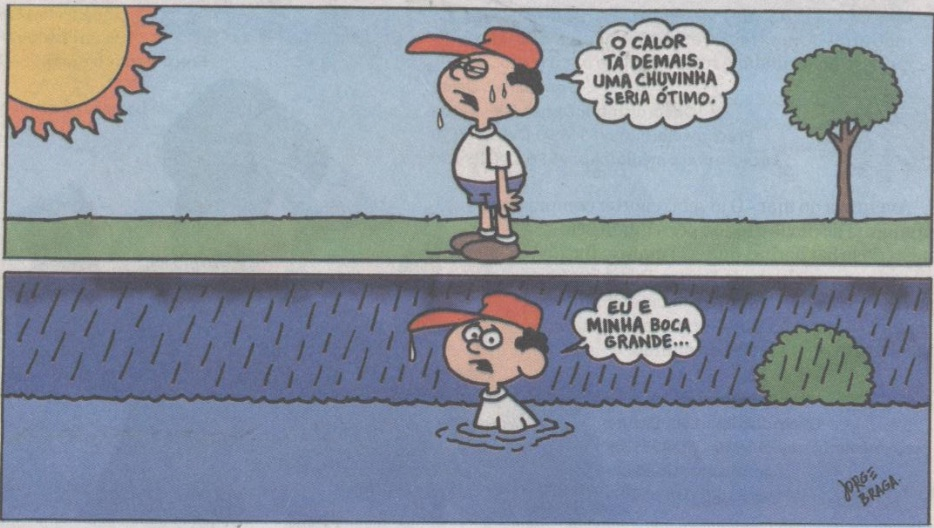 O CALOR
TÁ DEMAIS,
UMA CHUVINHA
SERIA ÓTIMO.
EU E
MINHA BOCA
GRANDE...
JORGE
BRAGA.